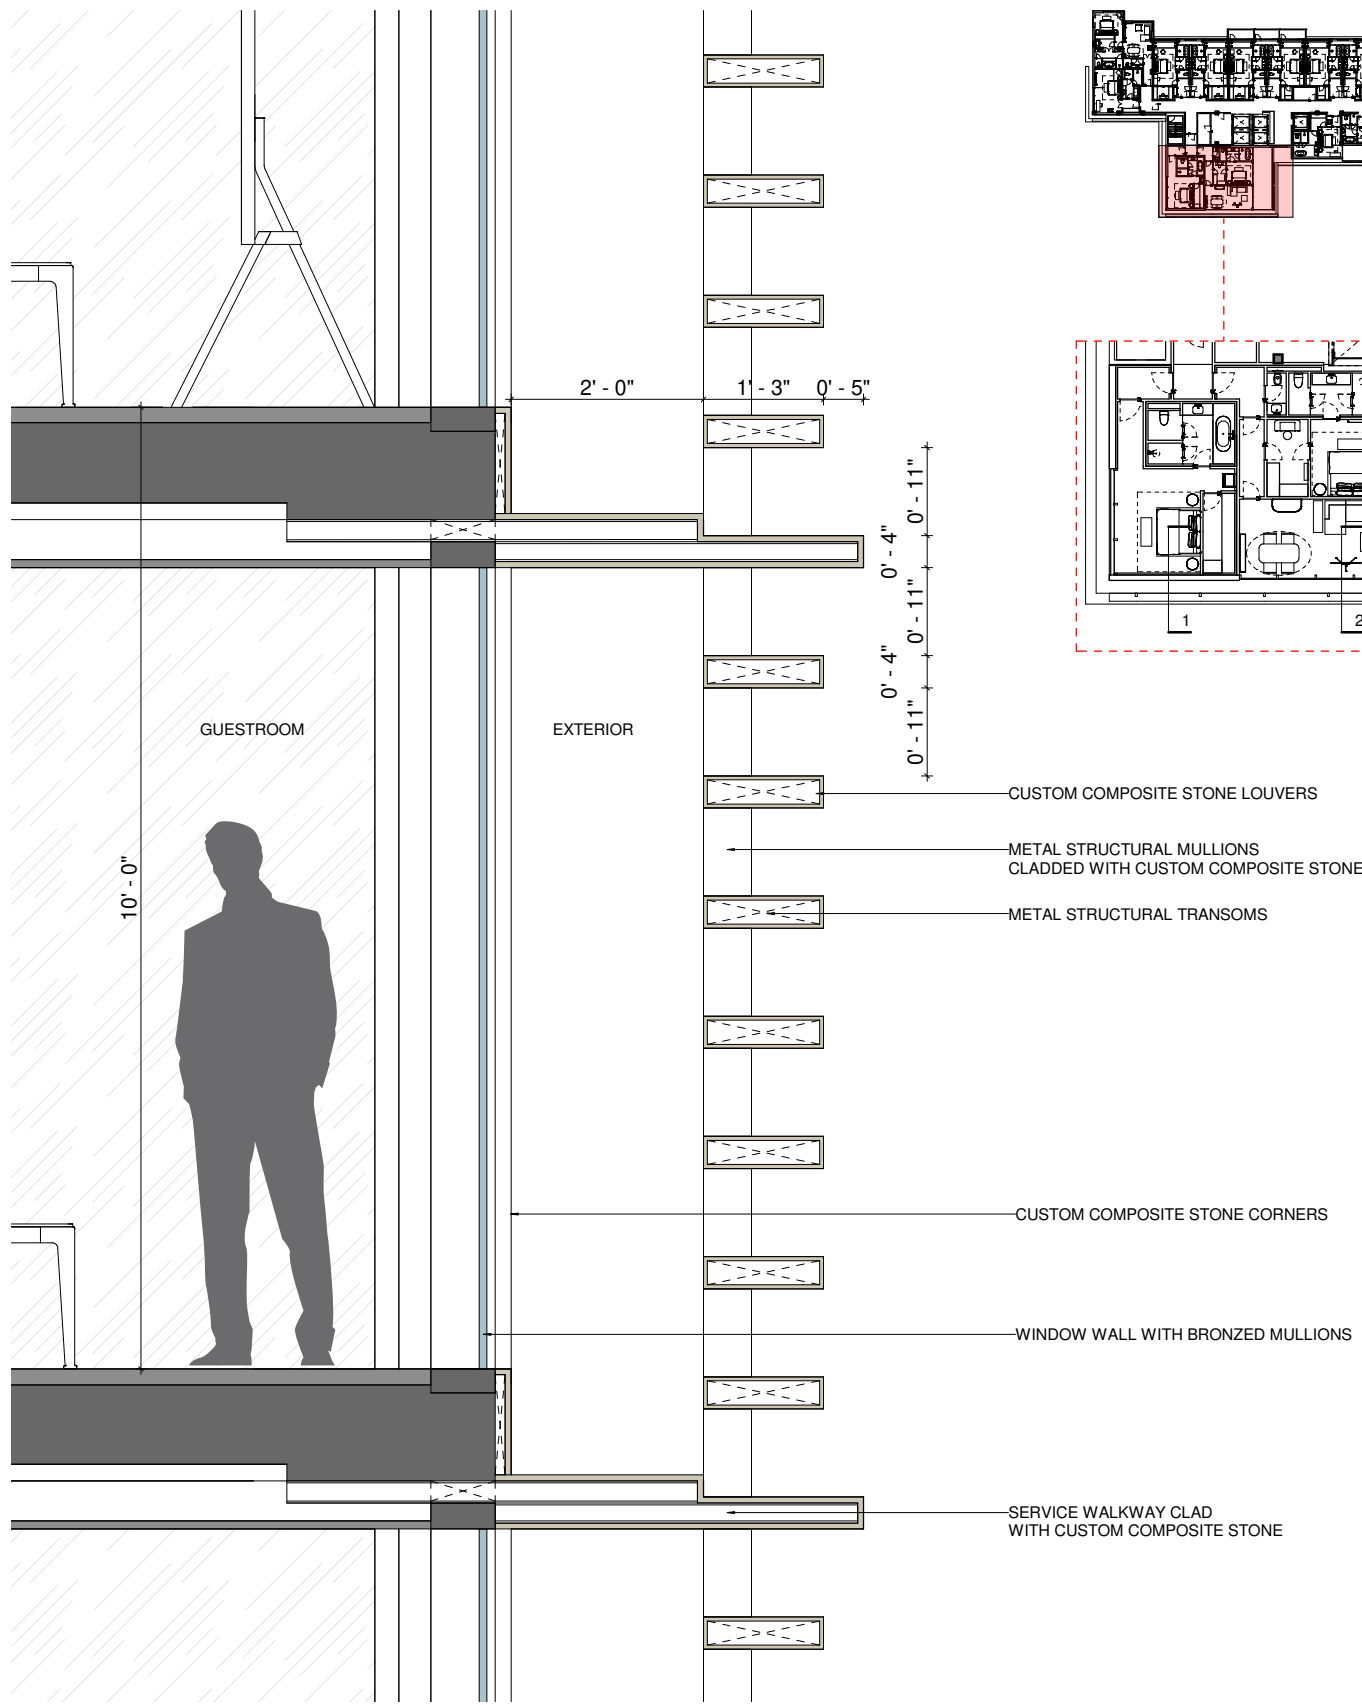 2' - 0"
1' - 3"
0' - 5"
0' - 11"
0' - 4"
0' - 11"
0' - 4"
0' - 11"
1
2
GUESTROOM
EXTERIOR
10' - 0"
CUSTOM COMPOSITE STONE LOUVERS
METAL STRUCTURAL MULLIONS
CLADDED WITH CUSTOM COMPOSITE STONE
METAL STRUCTURAL TRANSOMS
CUSTOM COMPOSITE STONE CORNERS
WINDOW WALL WITH BRONZED MULLIONS
SERVICE WALKWAY CLAD
WITH CUSTOM COMPOSITE STONE